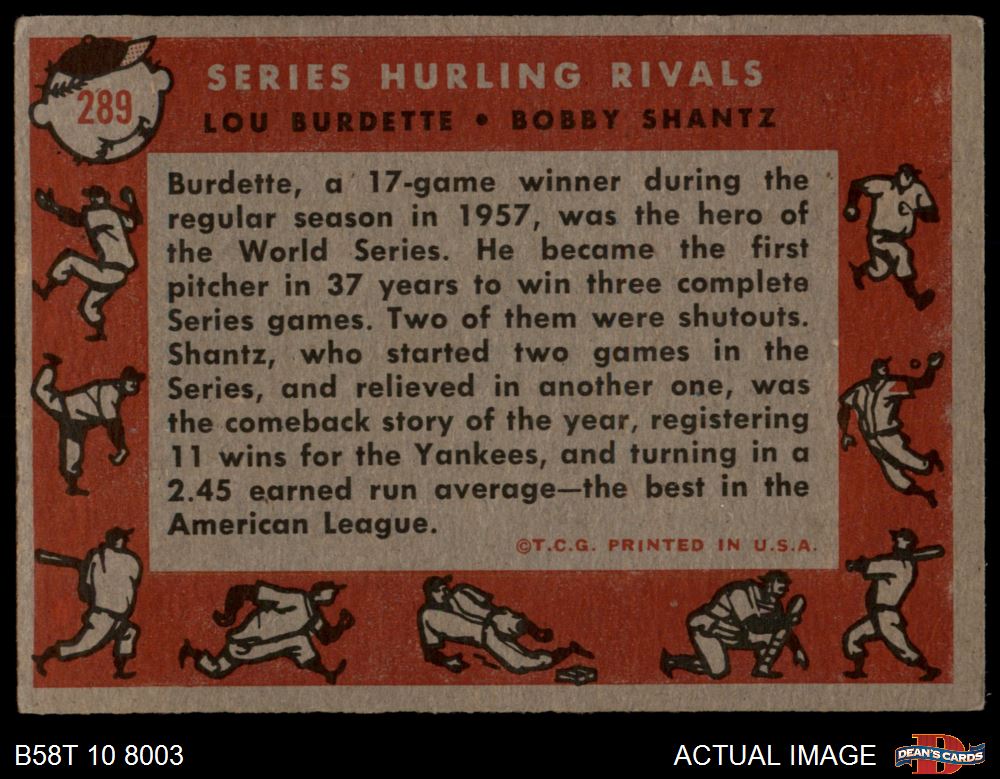 289
SERIES HURLING RIVALS
LOU BURDETTE • BOBBY SHANTZ
Burdette, a 17-game winner during the
regular season in 1957, was the hero of
the World Series. He became the first
pitcher in 37 years to win three complete
Series games. Two of them were shutouts.
Shantz, who started two games in the
Series, and relieved in another one, was
the comeback story of the year, registering
11 wins for the Yankees, and turning in a
2.45 earned run average—the best in the
American League.
©T.C.G. PRINTED IN U.S.A.
B58T 10 8003
ACTUAL IMAGE
DEAN'S CARDS